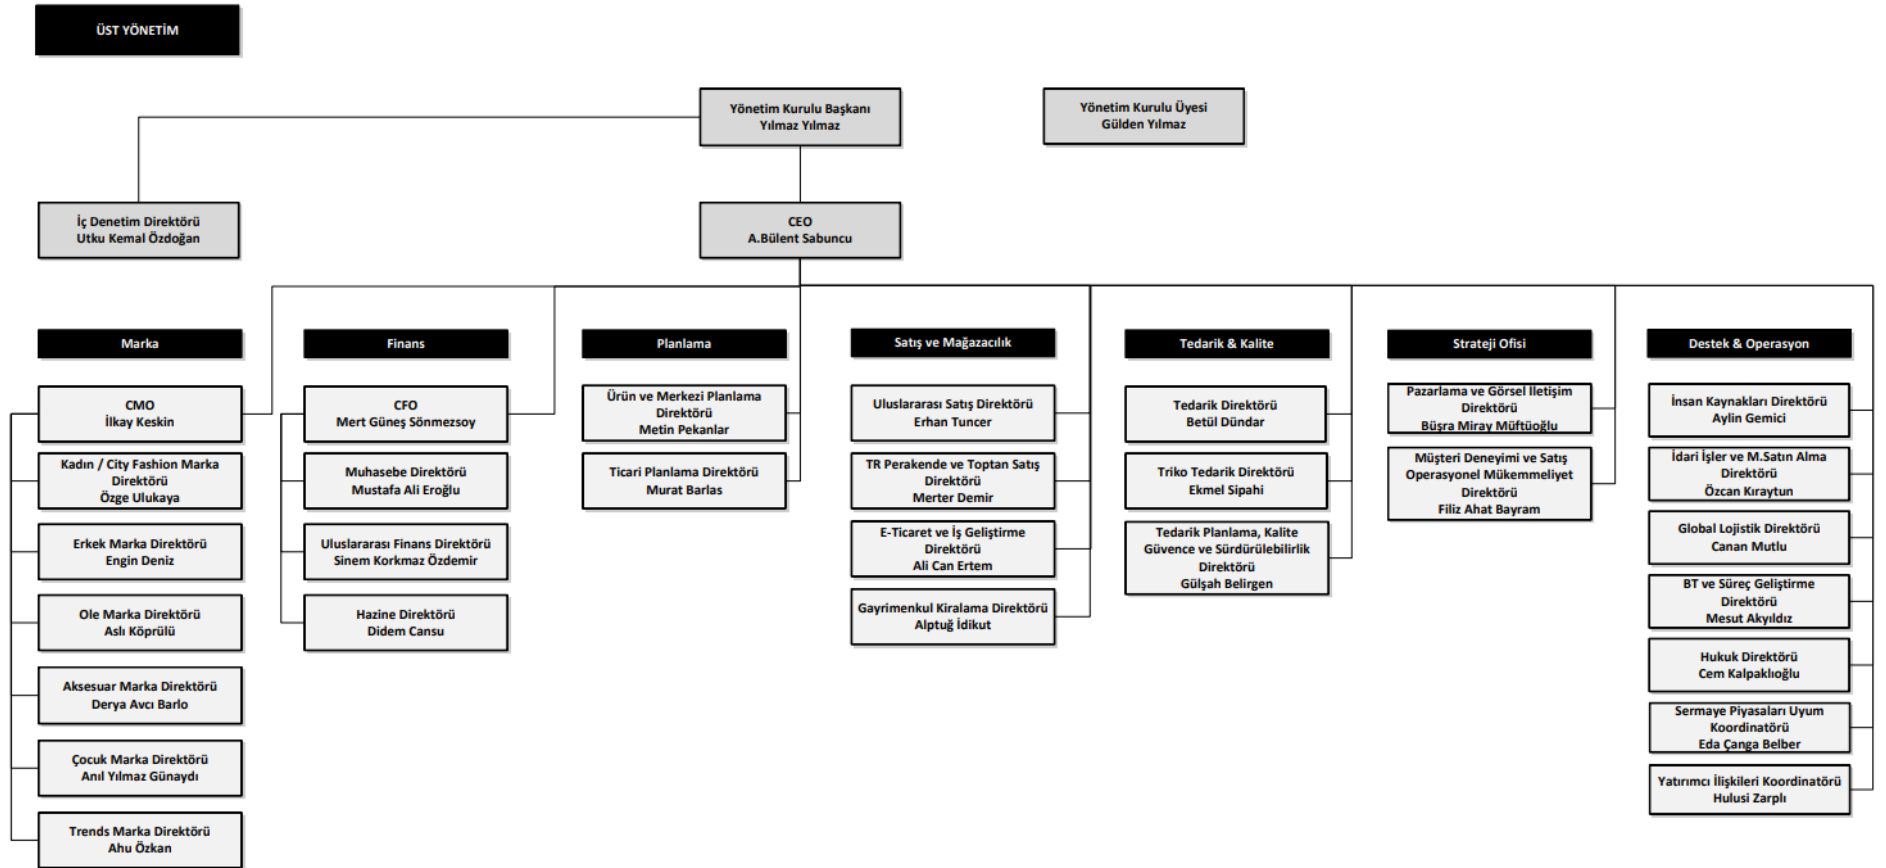 ÜST YÖNETİM
Yönetim Kurulu Başkanı
Yılmaz Yılmaz
Yönetim Kurulu Üyesi
Gülden Yılmaz
İç Denetim Direktörü
Utku Kemal Özdoğan
CEO
A.Bülent Sabuncu
Marka
CMO
İlkay Keskin
Kadın / City Fashion Marka
Direktörü
Özge Ulukaya
Erkek Marka Direktörü
Engin Deniz
Ole Marka Direktörü
Aslı Köprülü
Aksesuar Marka Direktörü
Derya Avcı Barlo
Çocuk Marka Direktörü
Anıl Yılmaz Günaydı
Trends Marka Direktörü
Ahu Özkan
Finans
CFO
Mert Güneş Sönmezsoy
Muhasebe Direktörü
Mustafa Ali Eroğlu
Uluslararası Finans Direktörü
Sinem Korkmaz Özdemir
Hazine Direktörü
Didem Cansu
Planlama
Ürün ve Merkezi Planlama
Direktörü
Metin Pekanlar
Ticari Planlama Direktörü
Murat Barlas
Satış ve Mağazacılık
Uluslararası Satış Direktörü
Erhan Tuncer
TR Perakende ve Toptan Satış
Direktörü
Merter Demir
E-Ticaret ve İş Geliştirme
Direktörü
Ali Can Ertem
Gayrimenkul Kiralama Direktörü
Alptuğ İdikut
Tedarik & Kalite
Tedarik Direktörü
Betül Dündar
Triko Tedarik Direktörü
Ekmel Sipahi
Tedarik Planlama, Kalite
Güvence ve Sürdürülebilirlik
Direktörü
Gülşah Belirgen
Strateji Ofisi
Pazarlama ve Görsel İletişim
Direktörü
Büşra Miray Müftüoğlu
Müşteri Deneyimi ve Satış
Operasyonel Mükemmeliyet
Direktörü
Filiz Ahat Bayram
Destek & Operasyon
İnsan Kaynakları Direktörü
Aylin Gemici
İdari İşler ve M.Satın Alma
Direktörü
Özcan Kıraytun
Global Lojistik Direktörü
Canan Mutlu
BT ve Süreç Geliştirme
Direktörü
Mesut Akyıldız
Hukuk Direktörü
Cem Kalpaklıoğlu
Sermaye Piyasaları Uyum
Koordinatörü
Eda Çanga Belber
Yatırımcı İlişkileri Koordinatörü
Hulusi Zarplı